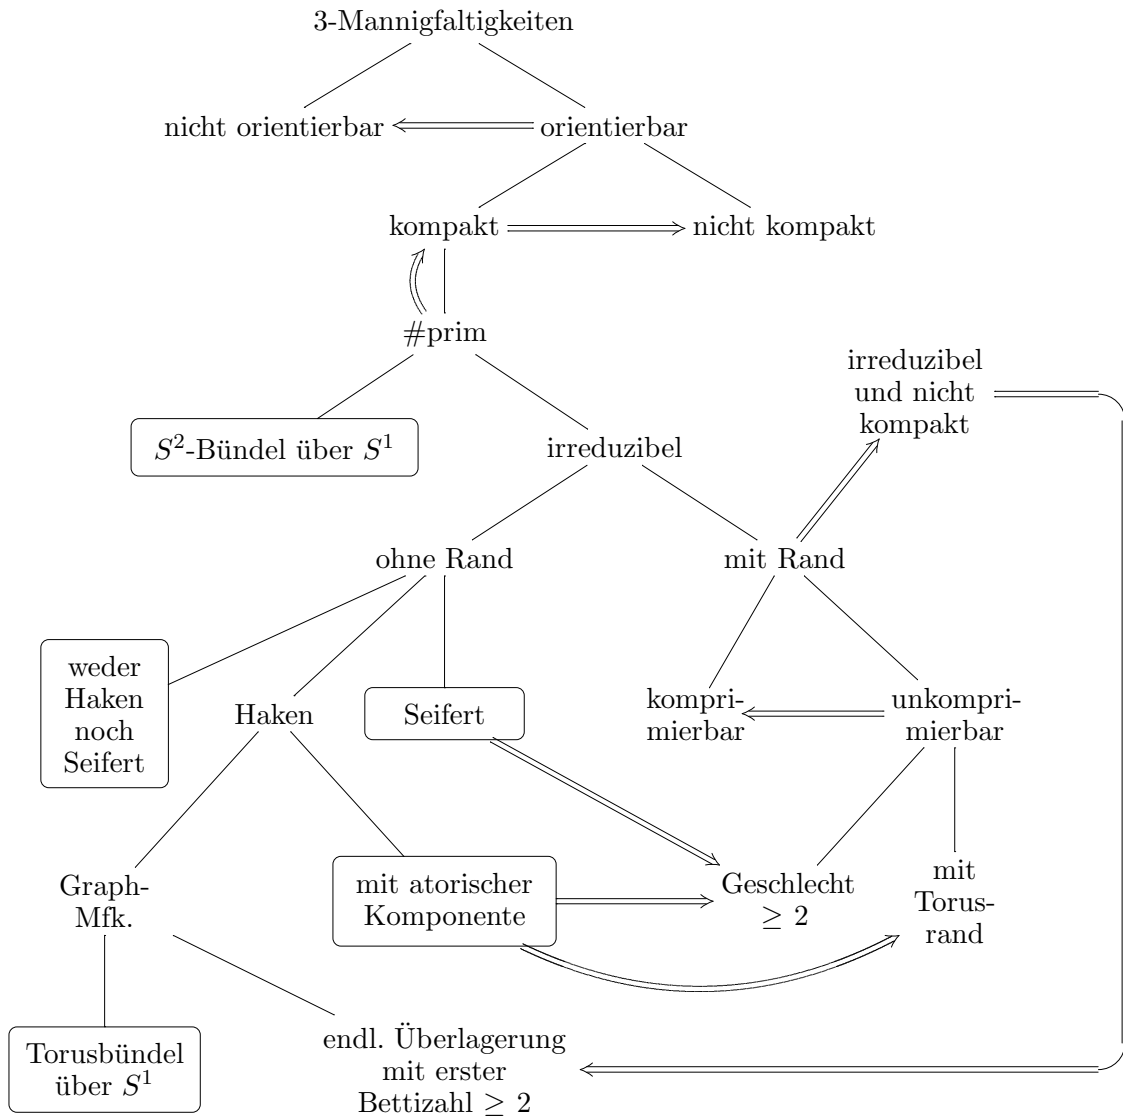 3-Mannigfaltigkeiten
nicht orientierbar
orientierbar
kompakt
nicht kompakt
#prim
irreduzibel
und nicht
kompakt
S²-Bündel über S¹
irreduzibel
ohne Rand
mit Rand
weder
Haken
noch
Seifert
Haken
Seifert
kompri-
mierbar
unkompri-
mierbar
Graph-
Mfk.
mit atorischer
Komponente
Geschlecht
≥ 2
mit
Torus-
rand
Torusbündel
über S¹
endl. Überlagerung
mit erster
Bettizahl ≥ 2